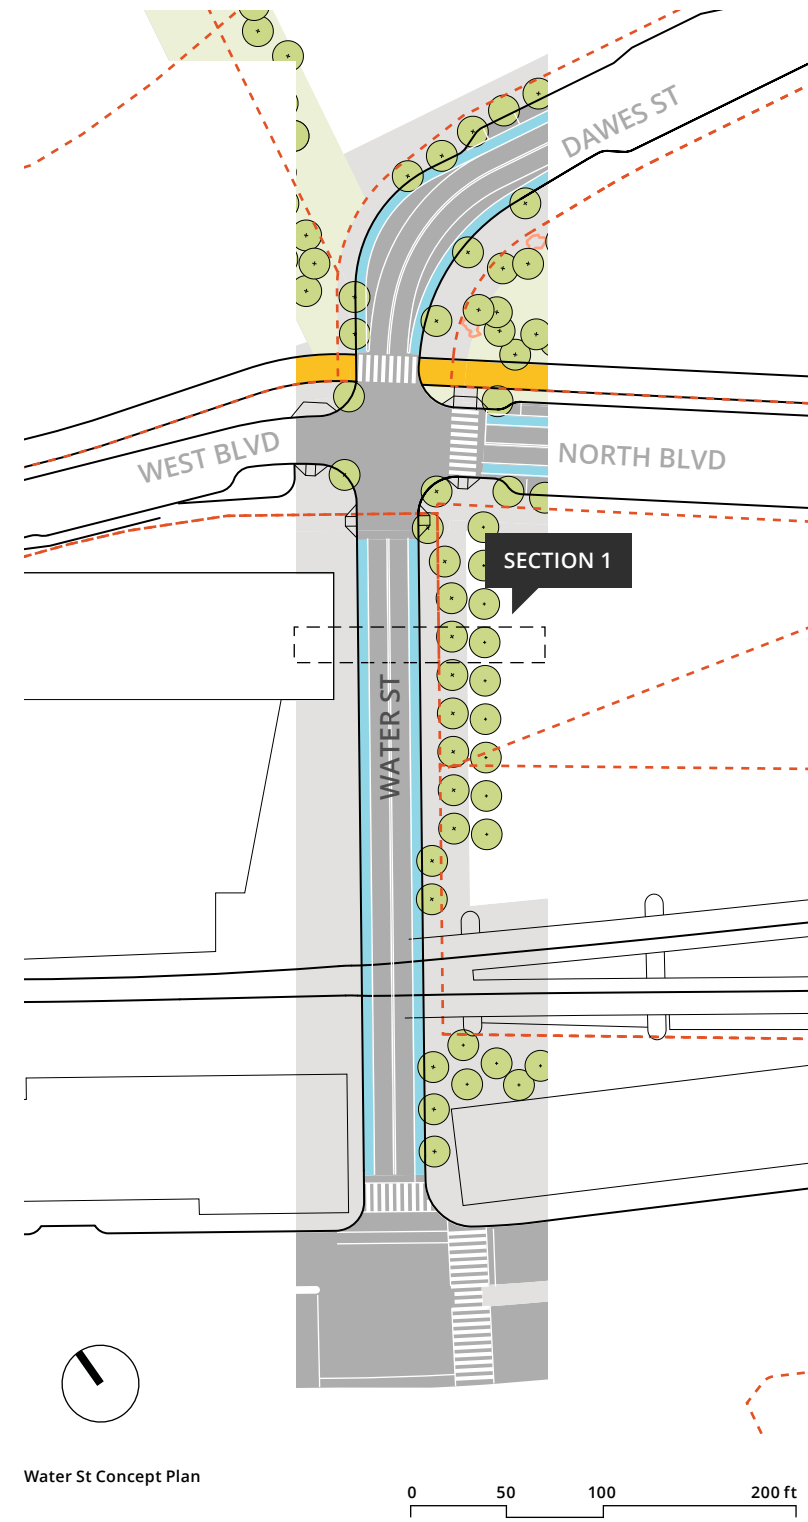 DAWES ST
WEST BLVD
NORTH BLVD
SECTION 1
WATER ST
Water St Concept Plan
0 50 100 200 ft